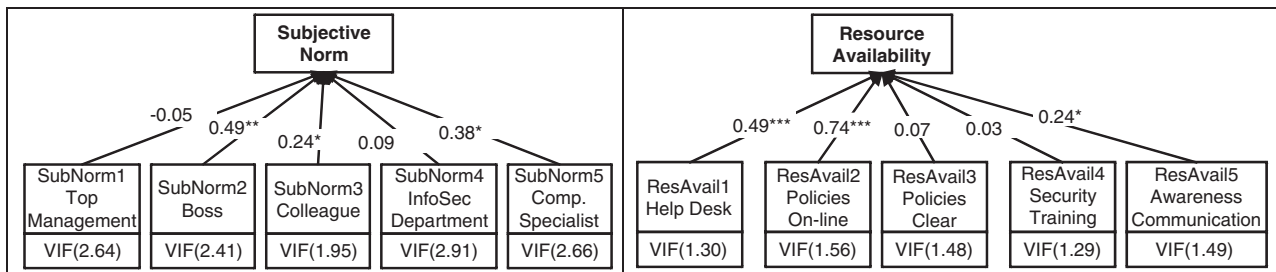 Subjective
Norm
-0.05
0.49**
0.24*
0.09
0.38*
SubNorm1
Top
Management
VIF(2.64)
SubNorm2
Boss
VIF(2.41)
SubNorm3
Colleague
VIF(1.95)
SubNorm4
InfoSec
Department
VIF(2.91)
SubNorm5
Comp.
Specialist
VIF(2.66)
Resource
Availability
0.49***
0.74***
0.07
0.03
0.24*
ResAvail1
Help Desk
VIF(1.30)
ResAvail2
Policies
On-line
VIF(1.56)
ResAvail3
Policies
Clear
VIF(1.48)
ResAvail4
Security
Training
VIF(1.29)
ResAvail5
Awareness
Communication
VIF(1.49)